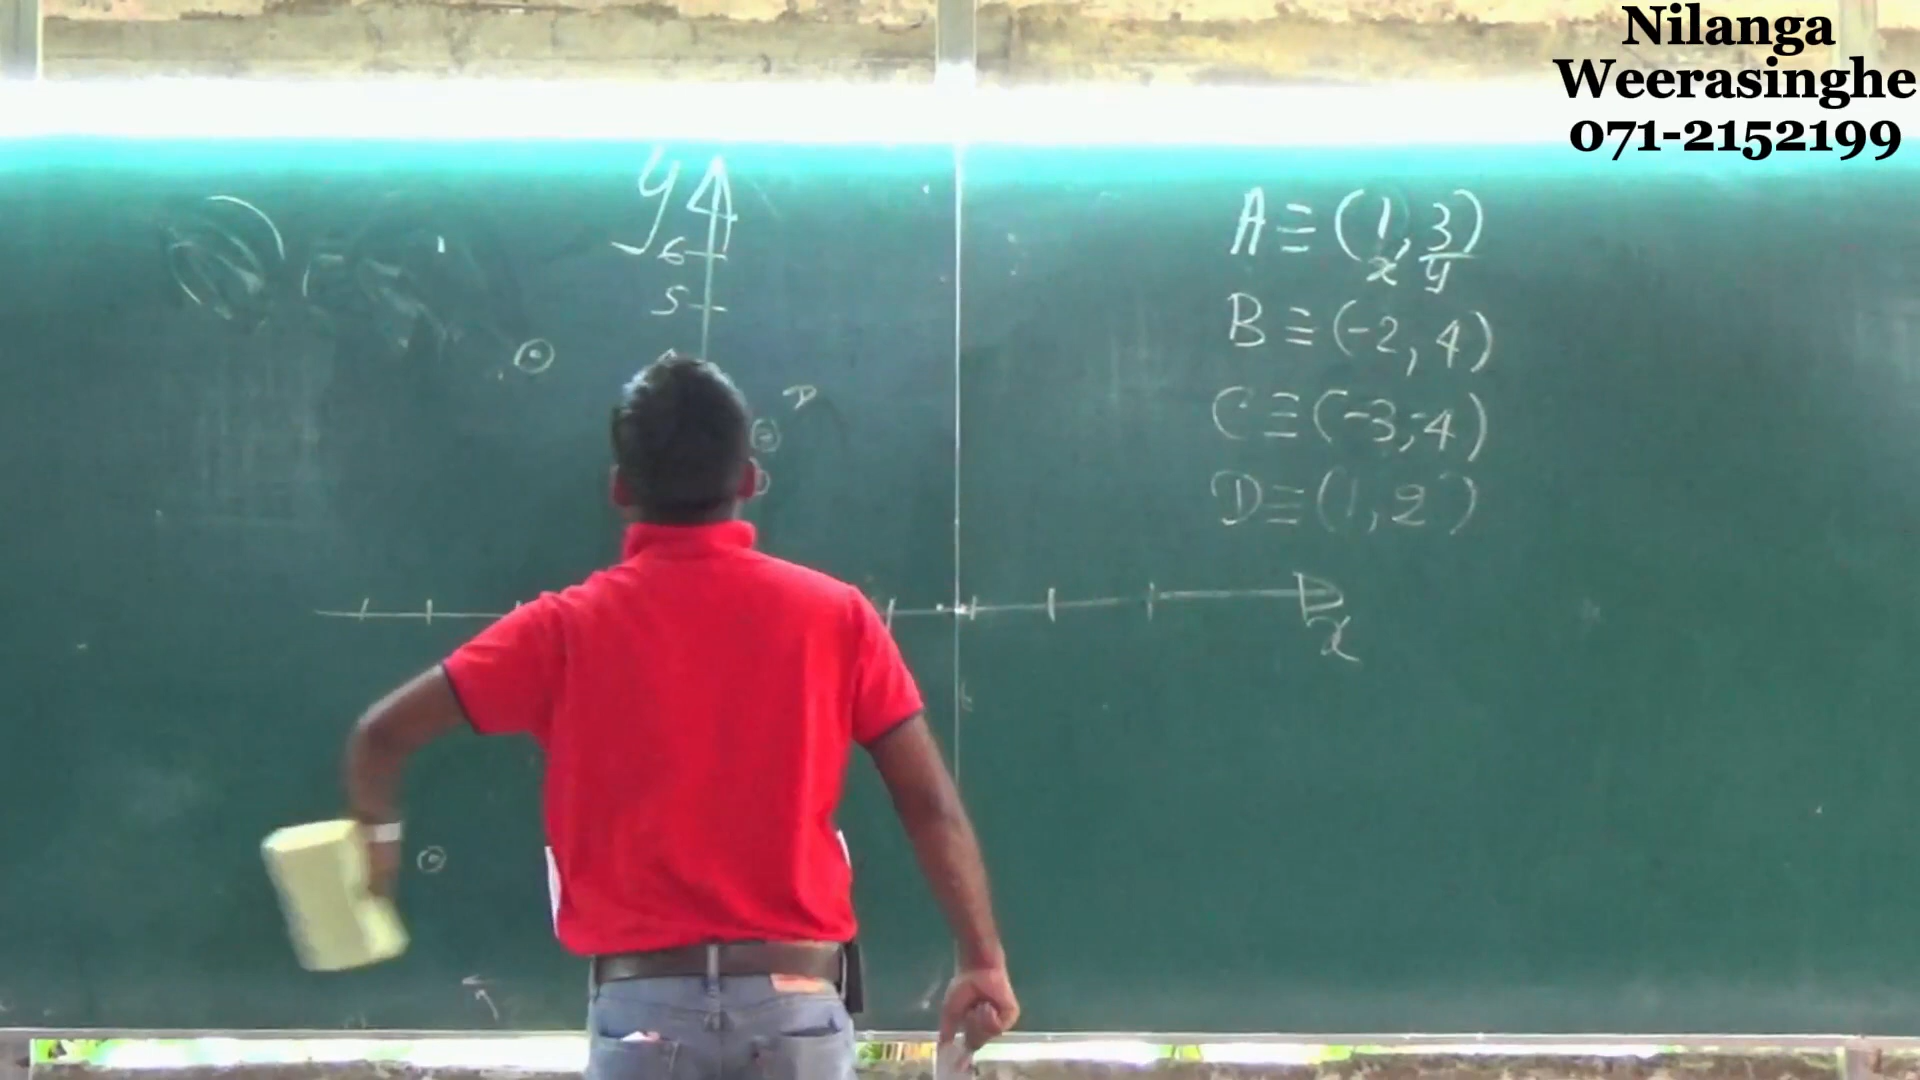 Nilanga
Weerasinghe
071-2152199
y
6
5
A ≡ (1, 3)
x y
B ≡ (-2, 4)
C ≡ (-3, -4)
D ≡ (1, 2)
x